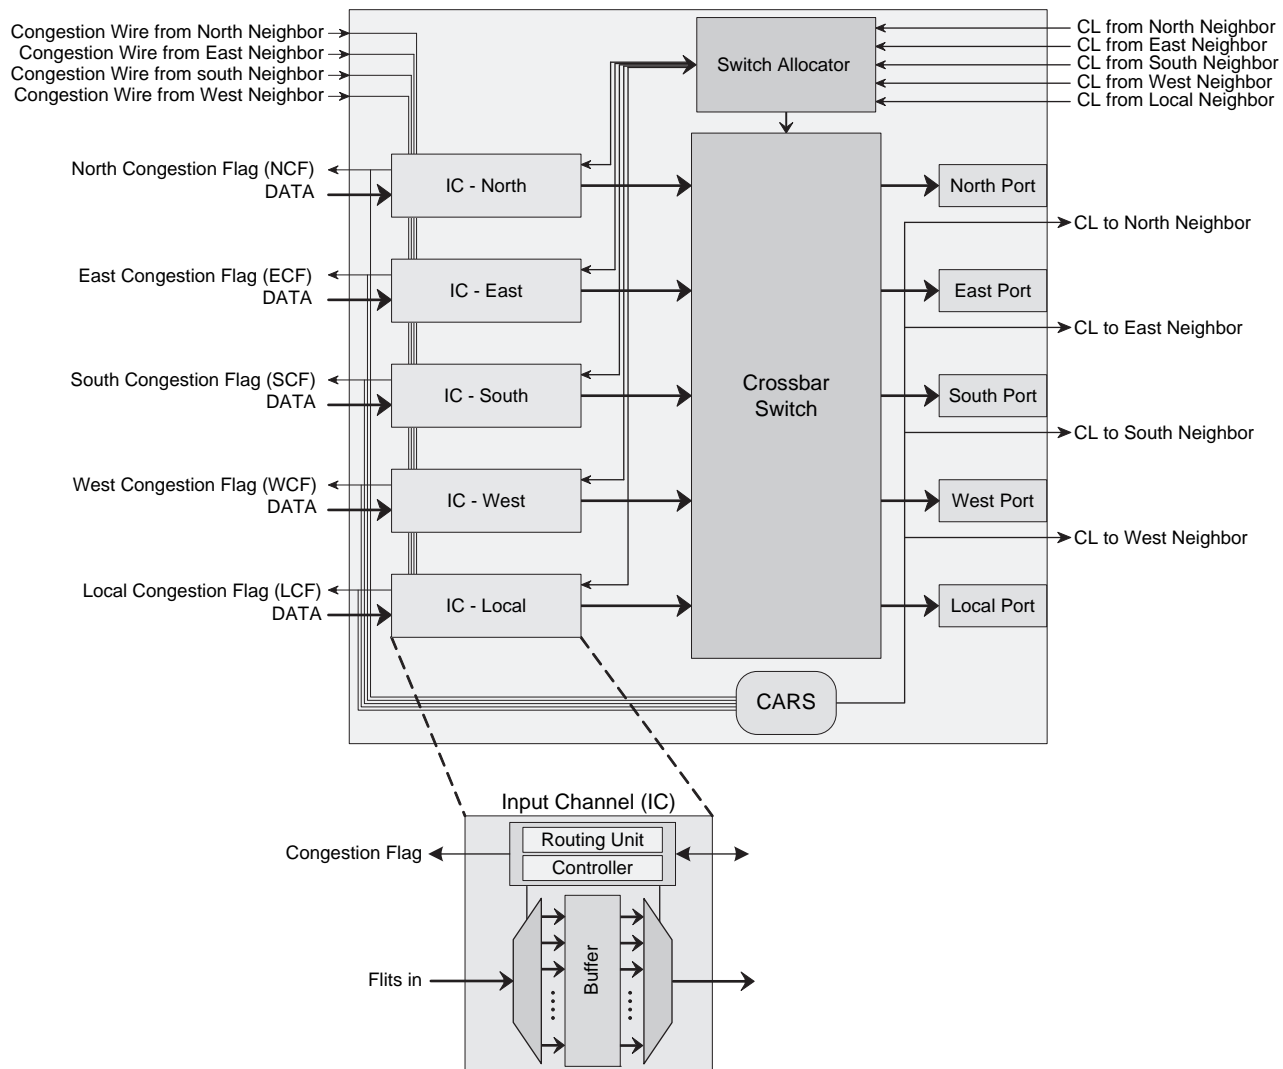 Congestion Wire from North Neighbor
Congestion Wire from East Neighbor
Congestion Wire from south Neighbor
Congestion Wire from West Neighbor
Switch Allocator
CL from North Neighbor
CL from East Neighbor
CL from South Neighbor
CL from West Neighbor
CL from Local Neighbor
North Congestion Flag (NCF)
DATA
IC - North
North Port
CL to North Neighbor
East Congestion Flag (ECF)
DATA
IC - East
East Port
CL to East Neighbor
South Congestion Flag (SCF)
DATA
IC - South
Crossbar
Switch
South Port
CL to South Neighbor
West Congestion Flag (WCF)
DATA
IC - West
West Port
CL to West Neighbor
Local Congestion Flag (LCF)
DATA
IC - Local
Local Port
CARS
Input Channel (IC)
Congestion Flag
Routing Unit
Controller
Flits in
Buffer